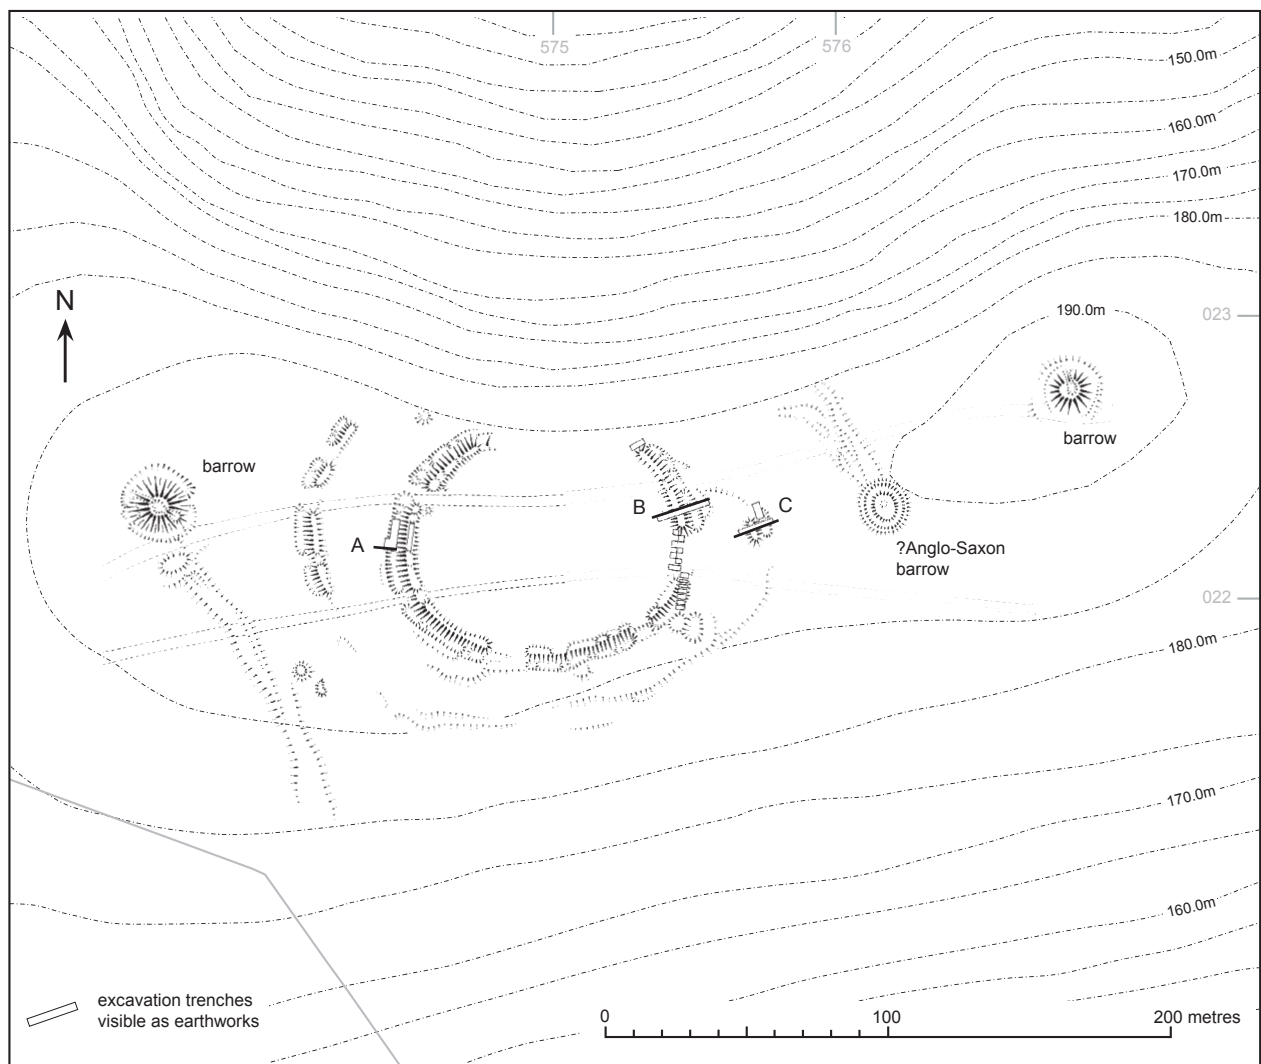 575
576
150.0m
160.0m
170.0m
180.0m
N
190.0m
023
barrow
barrow
B
C
A
?Anglo-Saxon
barrow
022
180.0m
170.0m
160.0m
excavation trenches
visible as earthworks
0
100
200 metres